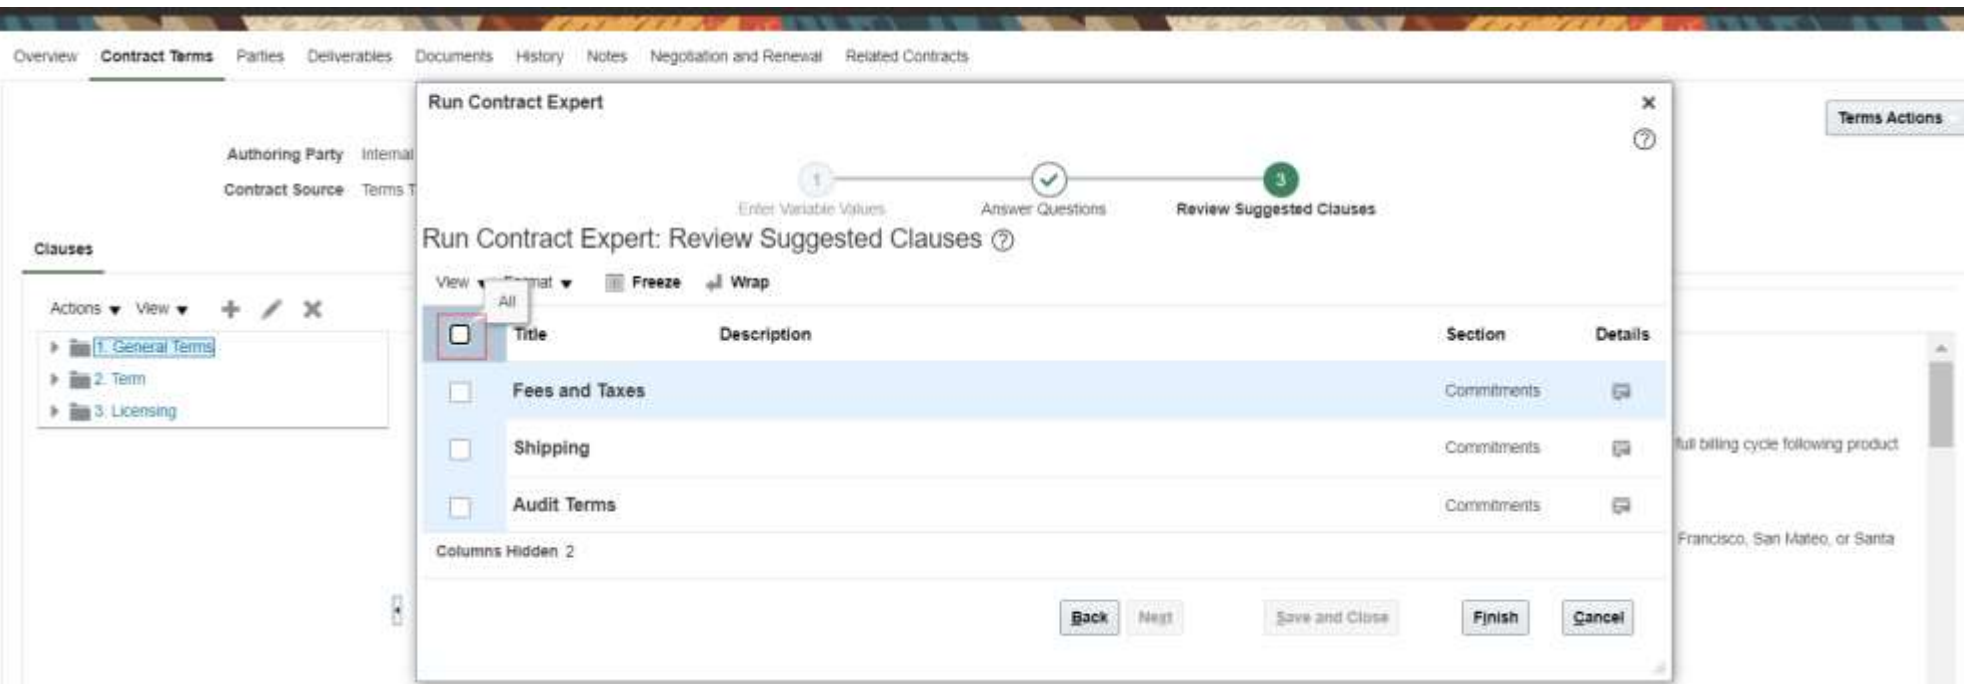 Overview Contract Terms Parties Deliverables Documents History Notes Negotiation and Renewal Related Contracts
Run Contract Expert
Terms Actions
Authoring Party Internal
Contract Source Terms T
1
3
Enter Variable Values Answer Questions Review Suggested Clauses
Run Contract Expert: Review Suggested Clauses
Clauses
View Format Freeze Wrap
All
Actions View
Title Description Section Details
1. General Terms
2. Term
3. Licensing
Fees and Taxes Commitments
Shipping Commitments
full billing cycle following product
Audit Terms Commitments
Francisco, San Mateo, or Santa
Columns Hidden 2
Back Next Save and Close Finish Cancel